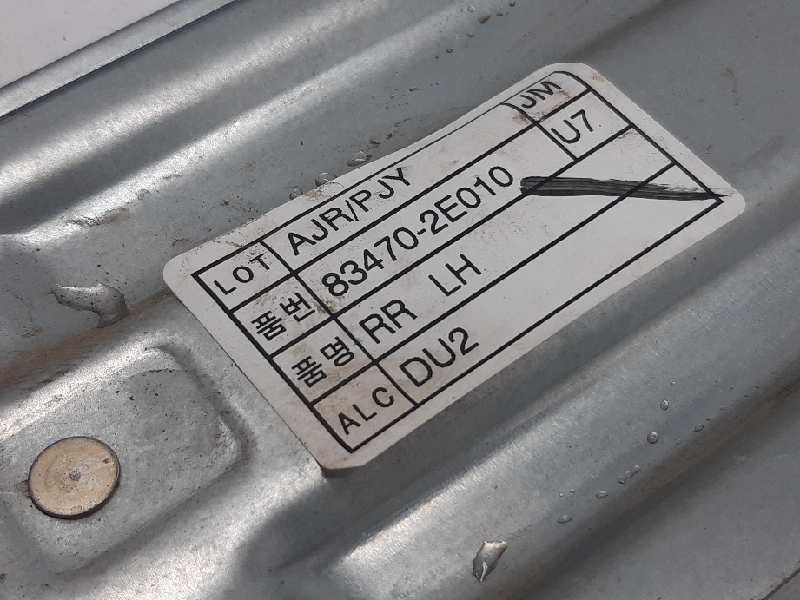 LOT AJR/PJY JM
품번 83470-2E010 U7
품명 RR LH
ALC DU2